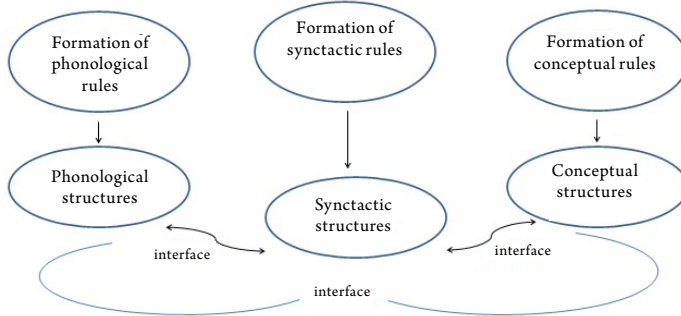 Formation of
phonological
rules
Formation of
synctactic rules
Formation of
conceptual rules
Phonological
structures
Synctactic
structures
Conceptual
structures
interface
interface
interface